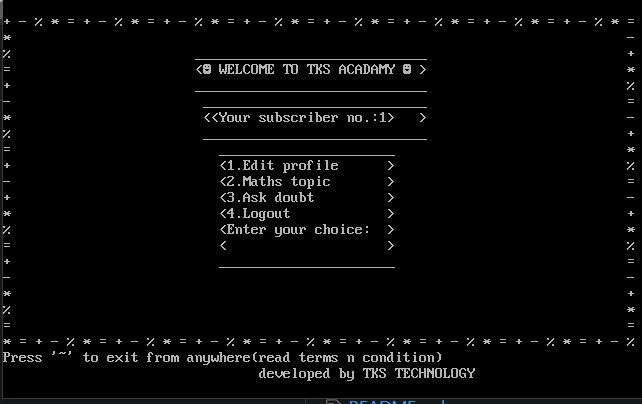 + - % * = + - % * = + - % * = + - % * = + - % * = + - % * = + - % * = + - % * =
<☻ WELCOME TO TKS ACADAMY ☻ >
<<Your subscriber no.:1> >
<1.Edit profile >
<2.Maths topic >
<3.Ask doubt >
<4.Logout >
<Enter your choice: >
< >
* = + - % * = + - % * = + - % * = + - % * = + - % * = + - % * = + - % * = + - %
Press '~' to exit from anywhere(read terms n condition)
developed by TKS TECHNOLOGY